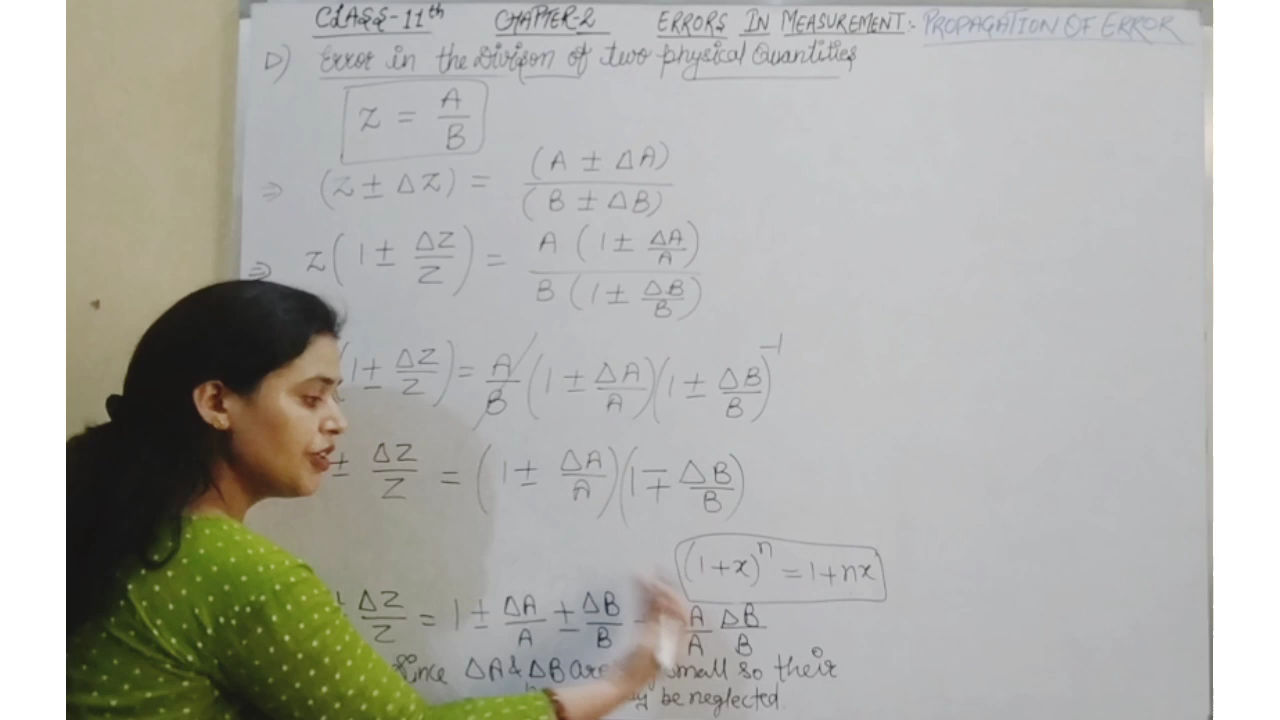 CLASS-11th CHAPTER-2 ERRORS IN MEASUREMENT:- PROPAGATION OF ERROR
D) Error in the Divison of two physical Quantities
Z = A/B
⇒ (Z ± ΔZ) = (A ± ΔA)/(B ± ΔB)
⇒ Z(1 ± ΔZ/Z) = A(1 ± ΔA/A)/B(1 ± ΔB/B)
(1 ± ΔZ/Z) = A/B (1 ± ΔA/A)(1 ± ΔB/B)^-1
± ΔZ/Z = (1 ± ΔA/A)(1 ∓ ΔB/B)
(1+x)^n = 1+nx
ΔZ/Z = 1 ± ΔA/A ± ΔB/B A/A ΔB/B
Since ΔA & ΔB are small so their
be neglected.